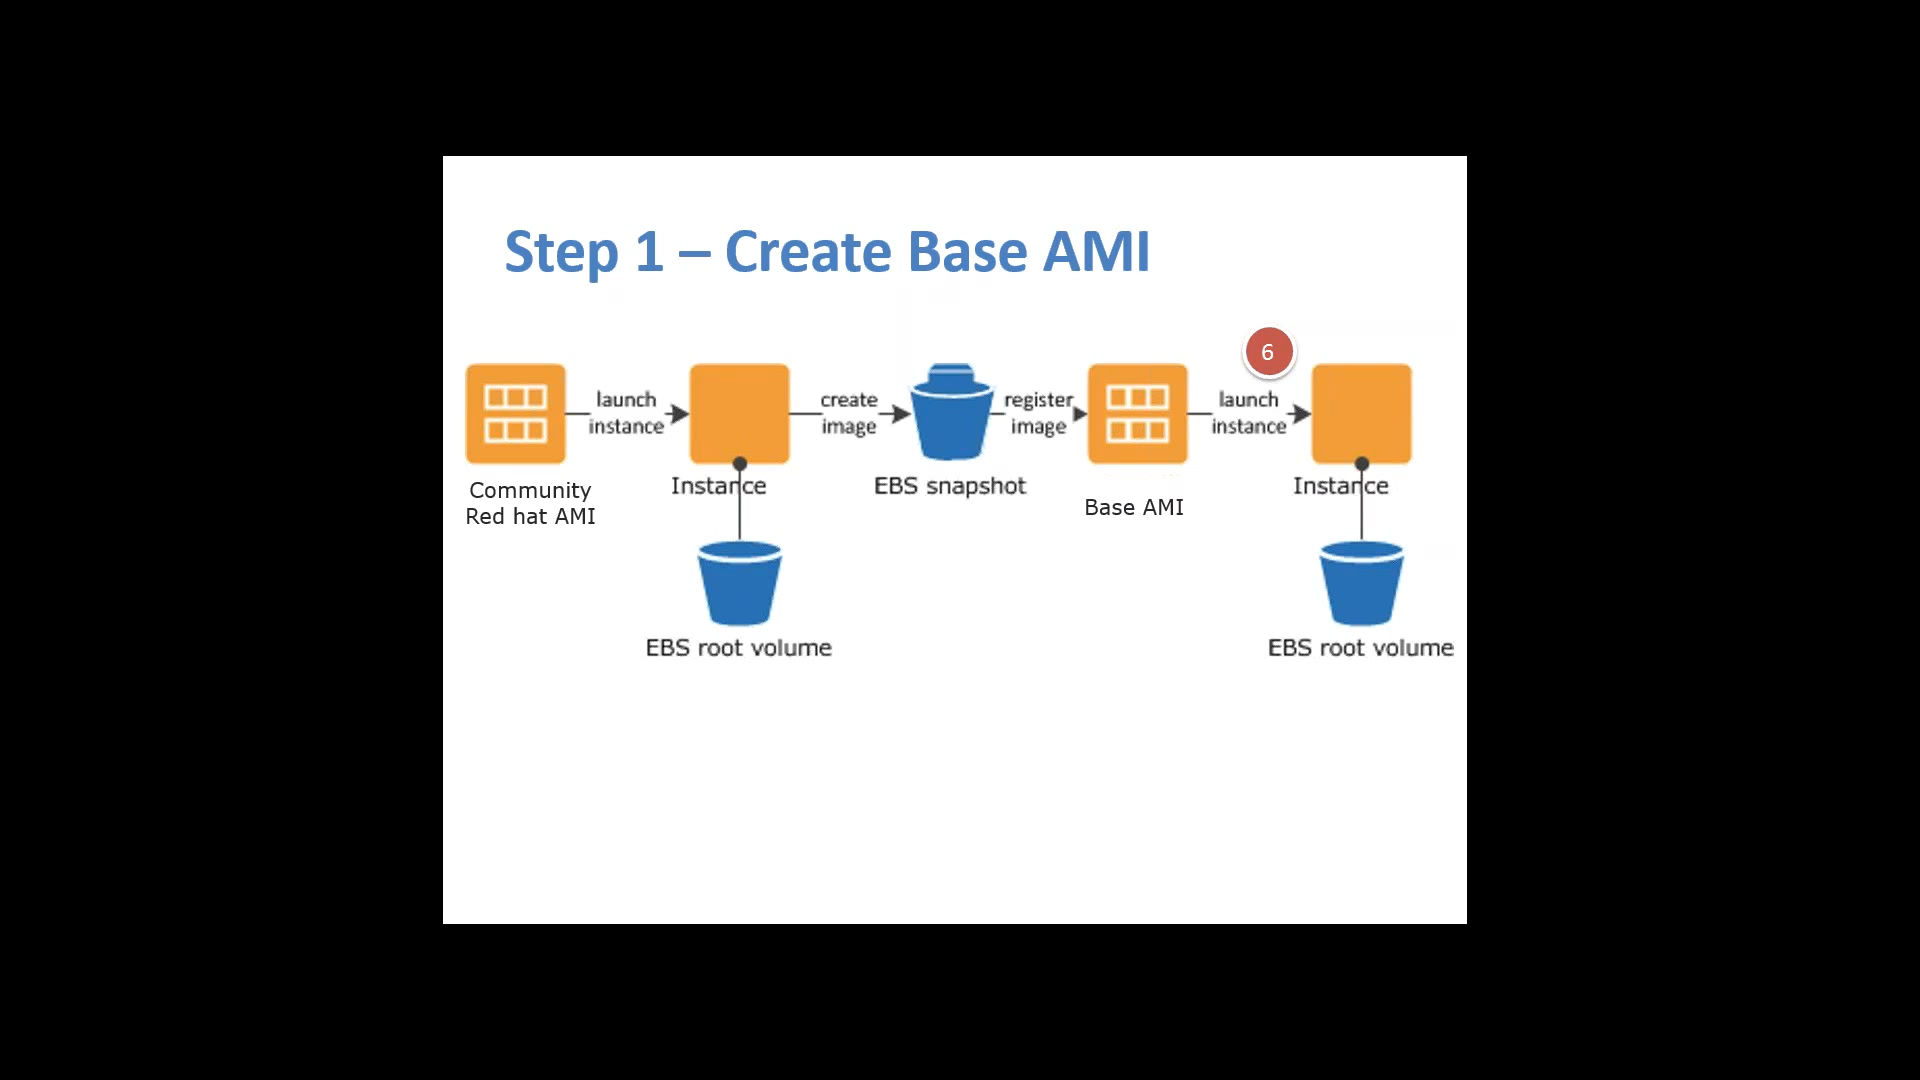 Step 1 – Create Base AMI
6
launch
instance
create
image
register
image
launch
instance
Community
Red hat AMI
Instance
EBS snapshot
Base AMI
Instance
EBS root volume
EBS root volume